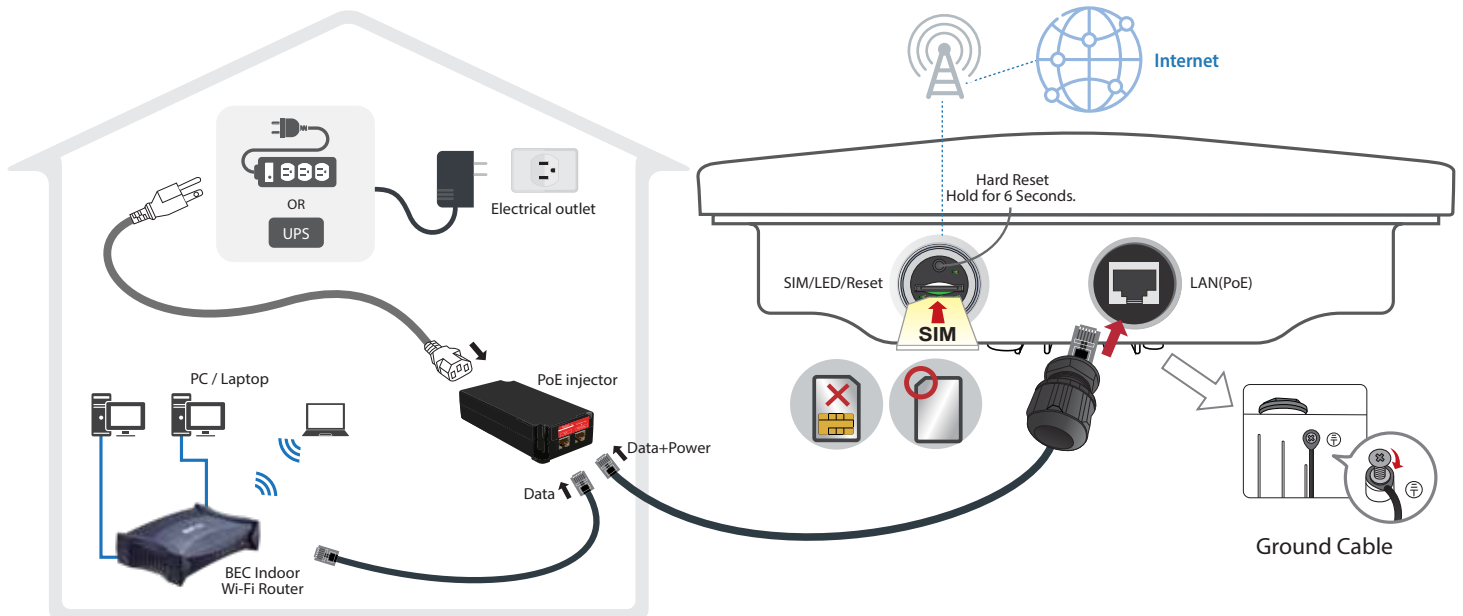 Internet
OR
UPS
Electrical outlet
Hard Reset
Hold for 6 Seconds.
SIM/LED/Reset
LAN(PoE)
SIM
PC / Laptop
PoE injector
Data+Power
Data
BEC Indoor
Wi-Fi Router
Ground Cable